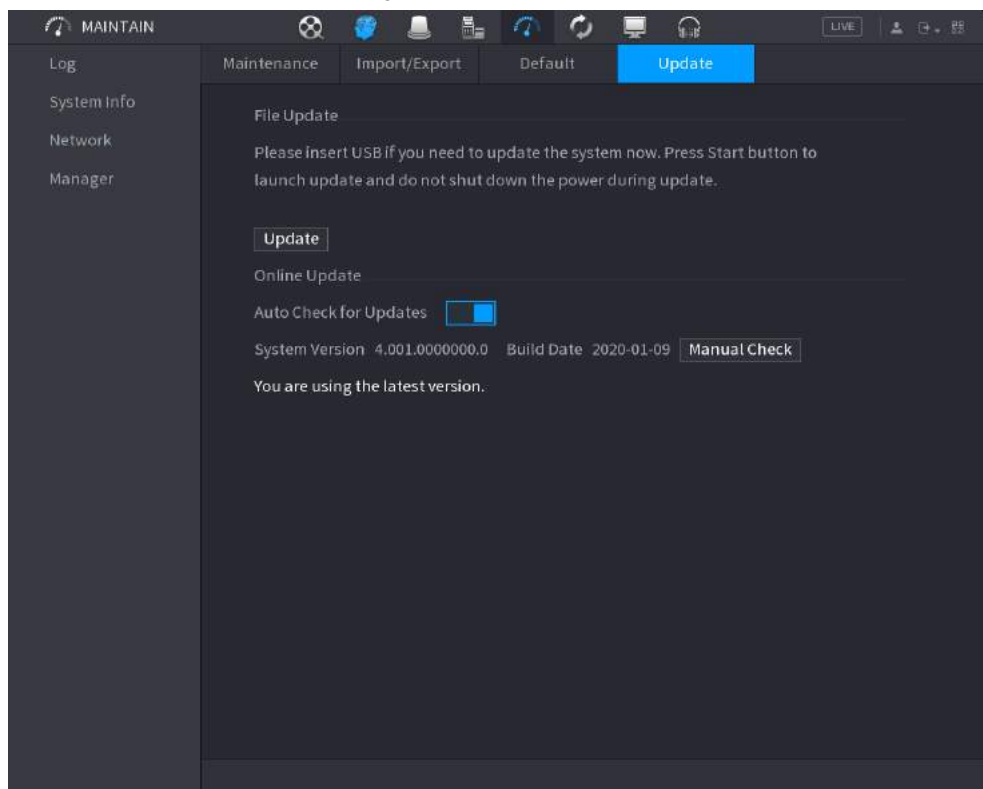 MAINTAIN
LIVE
Log
System Info
Network
Manager
Maintenance Import/Export Default Update
File Update
Please insert USB if you need to update the system now. Press Start button to
launch update and do not shut down the power during update.
Update
Online Update
Auto Check for Updates
System Version 4.001.0000000.0 Build Date 2020-01-09 Manual Check
You are using the latest version.